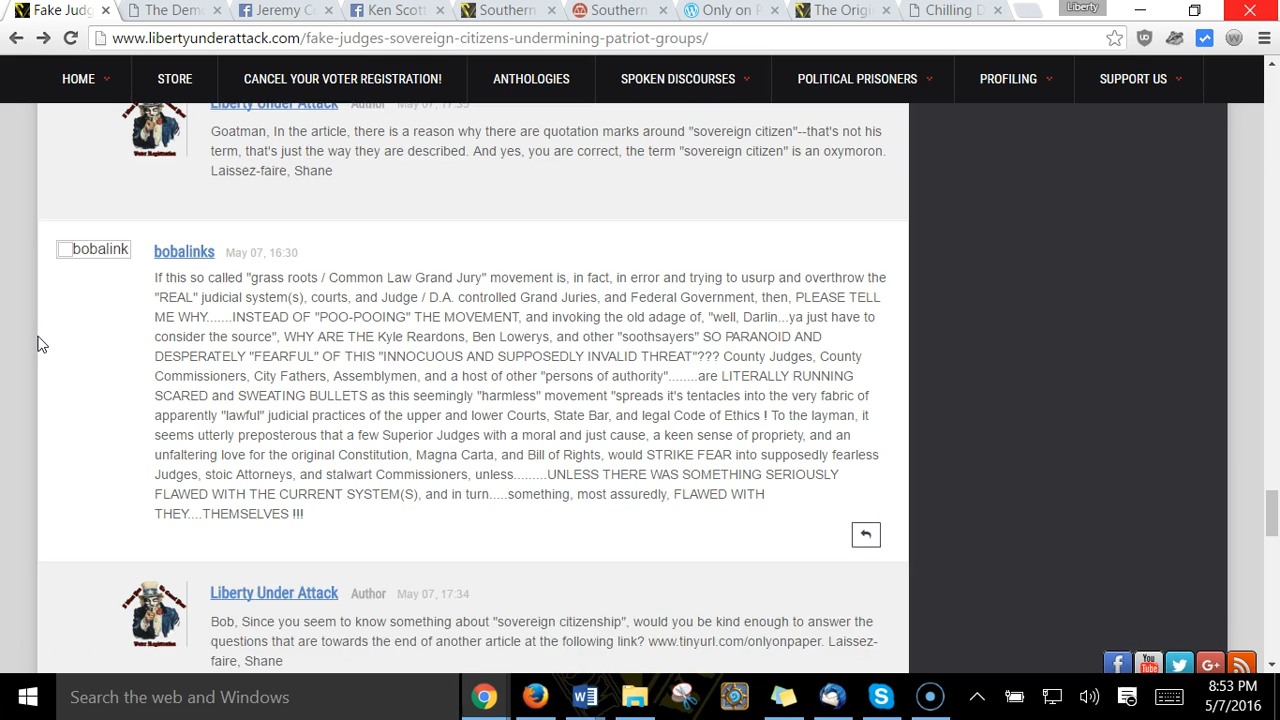 Fake Judg
The Dem
Jeremy C
Ken Scott
Southern
Southern
Only on P
The Origi
Chilling D
Liberty
www.libertyunderattack.com/fake-judges-sovereign-citizens-undermining-patriot-groups/
HOME STORE CANCEL YOUR VOTER REGISTRATION! ANTHOLOGIES SPOKEN DISCOURSES POLITICAL PRISONERS PROFILING SUPPORT US
Liberty Under Attack Author May 07, 17:35
Goatman, In the article, there is a reason why there are quotation marks around "sovereign citizen"--that's not his
term, that's just the way they are described. And yes, you are correct, the term "sovereign citizen" is an oxymoron.
Laissez-faire, Shane
bobalink
bobalinks May 07, 16:30
If this so called "grass roots / Common Law Grand Jury" movement is, in fact, in error and trying to usurp and overthrow the
"REAL" judicial system(s), courts, and Judge / D.A. controlled Grand Juries, and Federal Government, then, PLEASE TELL
ME WHY.......INSTEAD OF "POO-POOING" THE MOVEMENT, and invoking the old adage of, "well, Darlin...ya just have to
consider the source", WHY ARE THE Kyle Reardons, Ben Lowerys, and other "soothsayers" SO PARANOID AND
DESPERATELY "FEARFUL" OF THIS "INNOCUOUS AND SUPPOSEDLY INVALID THREAT"??? County Judges, County
Commissioners, City Fathers, Assemblymen, and a host of other "persons of authority"........are LITERALLY RUNNING
SCARED and SWEATING BULLETS as this seemingly "harmless" movement "spreads it's tentacles into the very fabric of
apparently "lawful" judicial practices of the upper and lower Courts, State Bar, and legal Code of Ethics ! To the layman, it
seems utterly preposterous that a few Superior Judges with a moral and just cause, a keen sense of propriety, and an
unfaltering love for the original Constitution, Magna Carta, and Bill of Rights, would STRIKE FEAR into supposedly fearless
Judges, stoic Attorneys, and stalwart Commissioners, unless.........UNLESS THERE WAS SOMETHING SERIOUSLY
FLAWED WITH THE CURRENT SYSTEM(S), and in turn.....something, most assuredly, FLAWED WITH
THEY....THEMSELVES !!!
Liberty Under Attack Author May 07, 17:34
Bob, Since you seem to know something about "sovereign citizenship", would you be kind enough to answer the
questions that are towards the end of another article at the following link? www.tinyurl.com/onlyonpaper. Laissez-
faire, Shane
Search the web and Windows
8:53 PM
5/7/2016